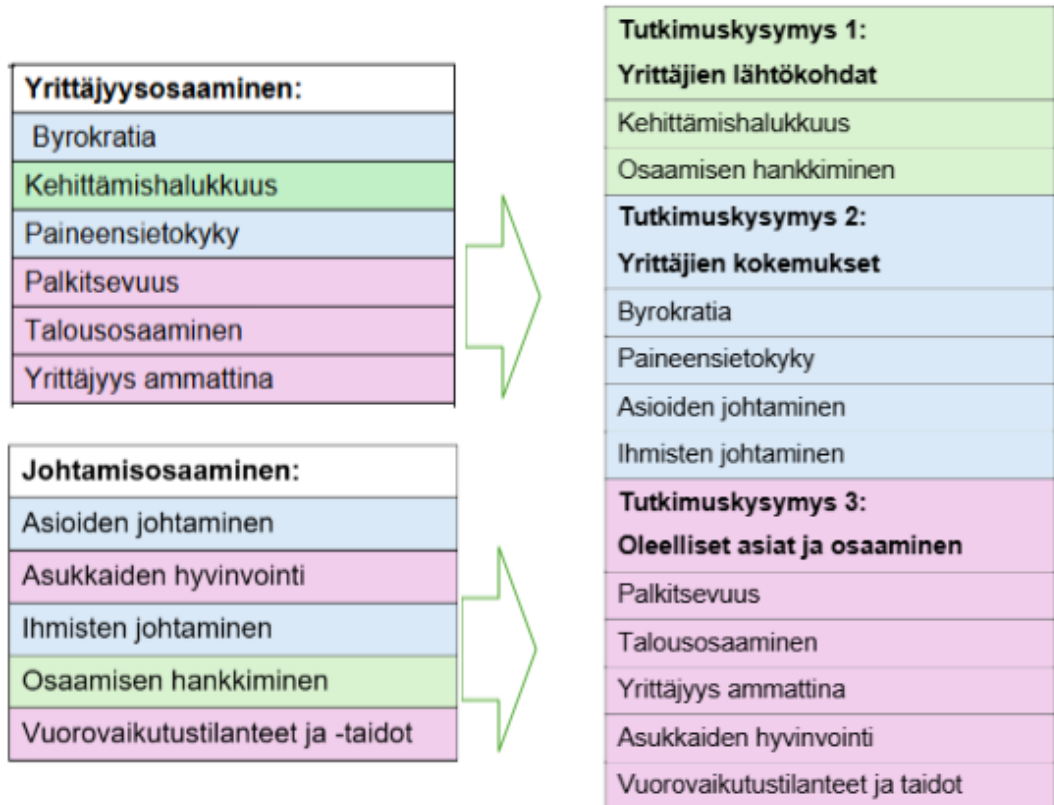 Yrittäjyysosaaminen:
Byrokratia
Kehittämishalukkuus
Paineensietokyky
Palkitsevuus
Talousosaaminen
Yrittäjyys ammattina
Johtamisosaaminen:
Asioiden johtaminen
Asukkaiden hyvinvointi
Ihmisten johtaminen
Osaamisen hankkiminen
Vuorovaikutustilanteet ja -taidot
Tutkimuskysymys 1:
Yrittäjien lähtökohdat
Kehittämishalukkuus
Osaamisen hankkiminen
Tutkimuskysymys 2:
Yrittäjien kokemukset
Byrokratia
Paineensietokyky
Asioiden johtaminen
Ihmisten johtaminen
Tutkimuskysymys 3:
Oleelliset asiat ja osaaminen
Palkitsevuus
Talousosaaminen
Yrittäjyys ammattina
Asukkaiden hyvinvointi
Vuorovaikutustilanteet ja taidot